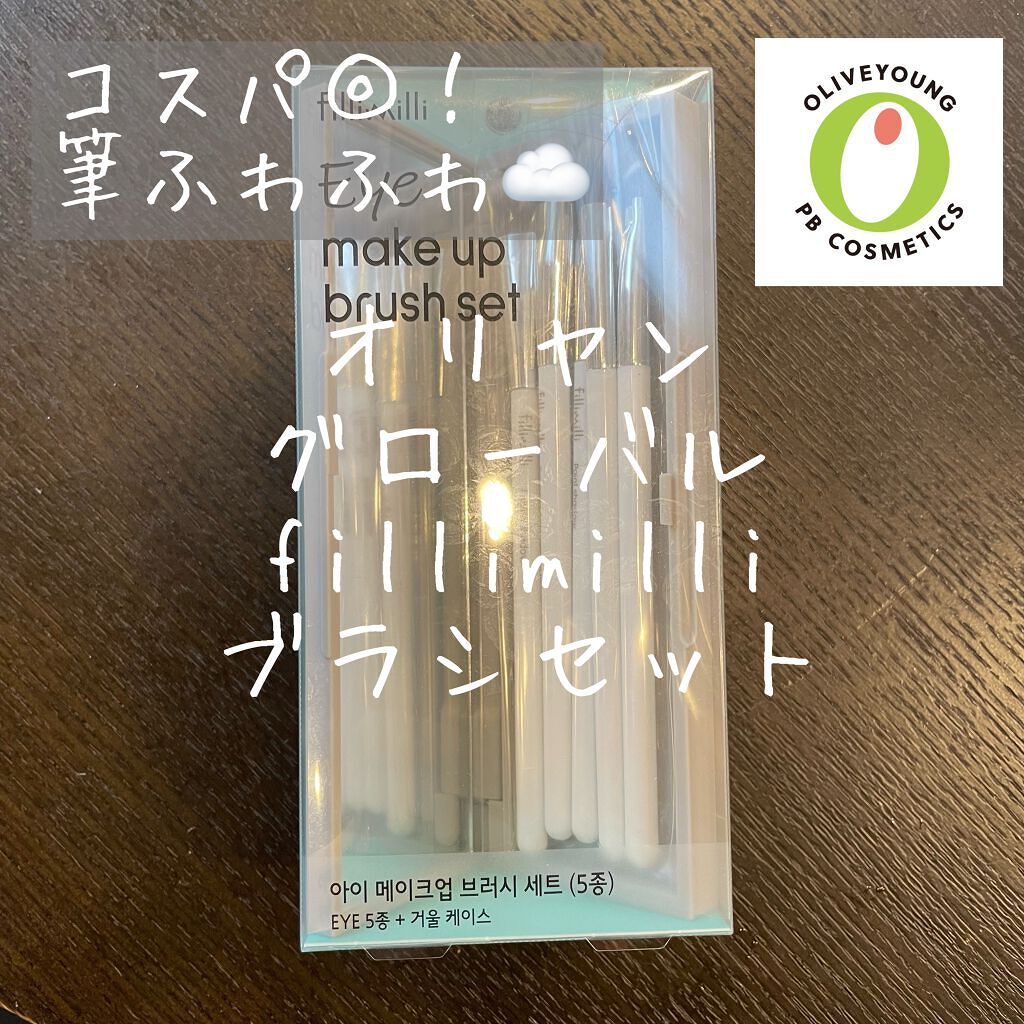 コスパ◎！
筆ふわふわ
OLIVEYOUNG
PB COSMETICS
fillimilli
Eye
make up
brush set
オリヤン
グローバル
fillimilli
ブラシセット
fillimilli
아이 메이크업 브러시 세트 (5종)
EYE 5종 + 거울 케이스